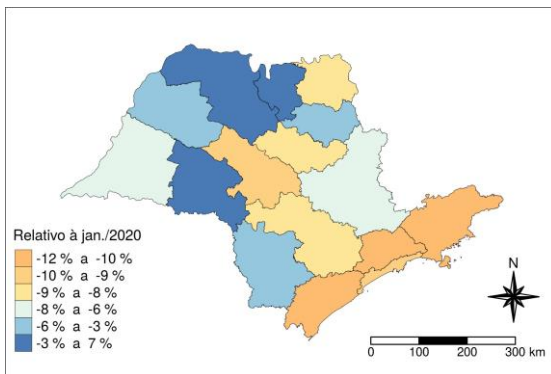 Relativo à jan./2020
-12 % a -10 %
-10 % a -9 %
-9 % a -8 %
-8 % a -6 %
-6 % a -3 %
-3 % a 7 %
N
0 100 200 300 km